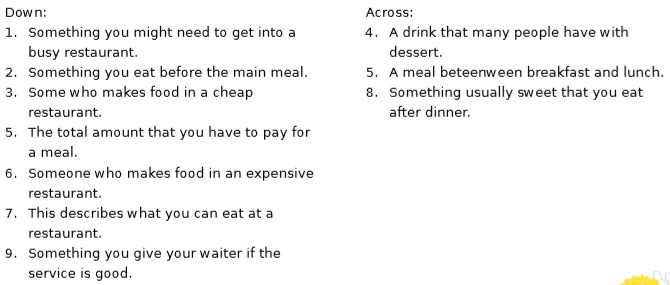 Down:
1. Something you might need to get into a
busy restaurant.
2. Something you eat before the main meal.
3. Some who makes food in a cheap
restaurant.
5. The total amount that you have to pay for
a meal.
6. Someone who makes food in an expensive
restaurant.
7. This describes what you can eat at a
restaurant.
9. Something you give your waiter if the
service is good.
Across:
4. A drink that many people have with
dessert.
5. A meal beteenween breakfast and lunch.
8. Something usually sweet that you eat
after dinner.